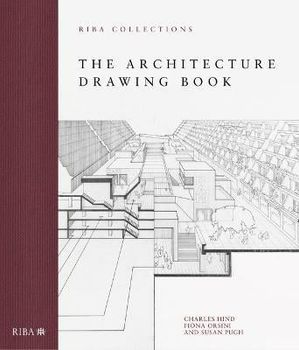 RIBA COLLECTIONS
THE ARCHITECTURE
DRAWING BOOK
CHARLES HIND
FIONA ORSINI
AND SUSAN PUGH
RIBA